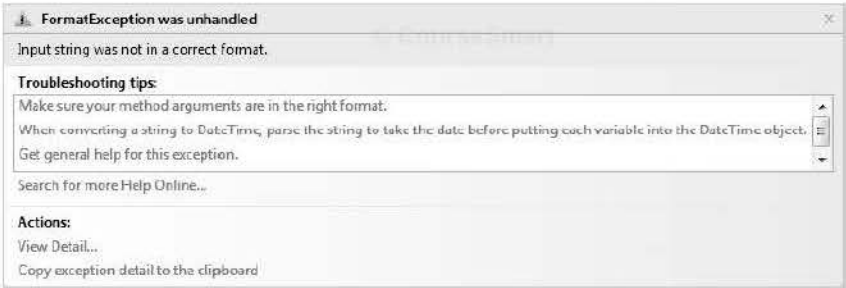 FormatException was unhandled
Input string was not in a correct format.
Troubleshooting tips:
Make sure your method arguments are in the right format.
When converting a string to DateTime, parse the string to take the date before putting each variable into the DateTime object.
Get general help for this exception.
Search for more Help Online...
Actions:
View Detail...
Copy exception detail to the clipboard